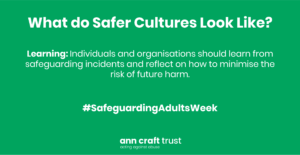 What do Safer Cultures Look Like?
Learning: Individuals and organisations should learn from
safeguarding incidents and reflect on how to minimise the
risk of future harm.
#SafeguardingAdultsWeek
ann craft trust
acting against abuse